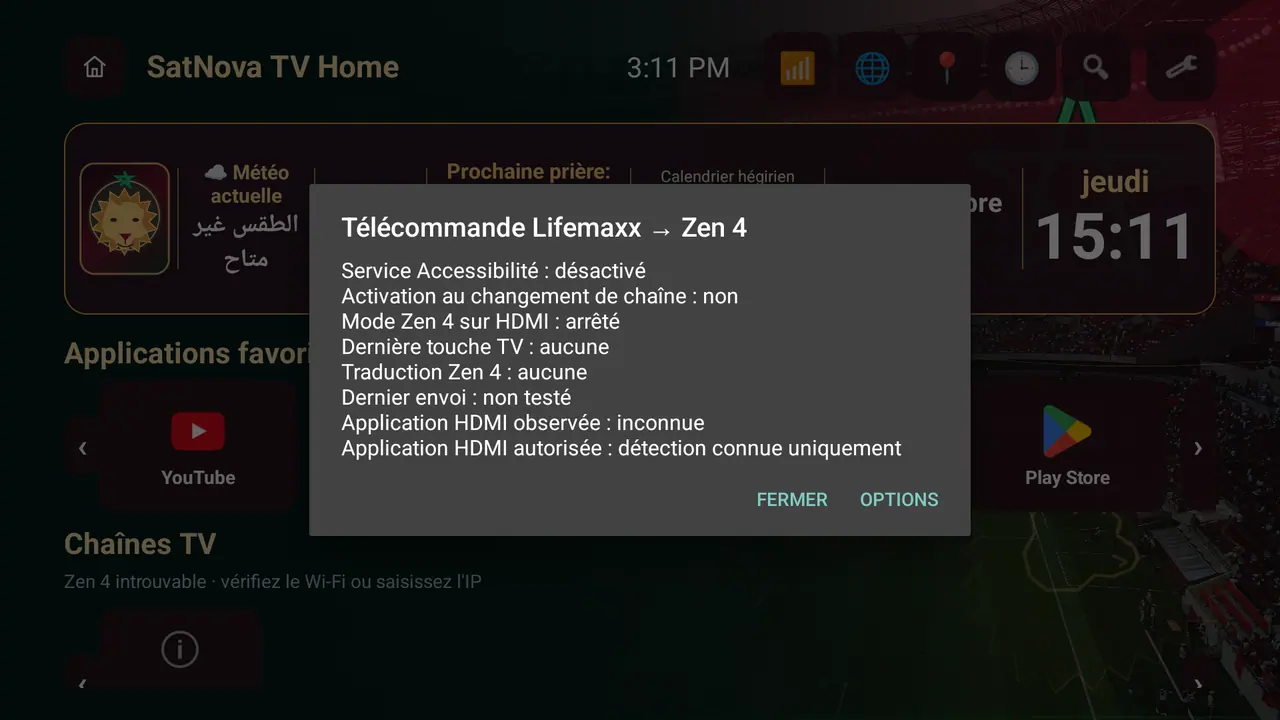 SatNova TV Home
3:11 PM
☁️ Météo
actuelle
الطقس غير
متاح
Prochaine prière:
Calendrier hégirien
bre
jeudi
15:11
Télécommande Lifemaxx → Zen 4
Service Accessibilité : désactivé
Activation au changement de chaîne : non
Mode Zen 4 sur HDMI : arrêté
Dernière touche TV : aucune
Traduction Zen 4 : aucune
Dernier envoi : non testé
Application HDMI observée : inconnue
Application HDMI autorisée : détection connue uniquement
FERMER
OPTIONS
Applications favori
YouTube
Play Store
Chaînes TV
Zen 4 introuvable · vérifiez le Wi-Fi ou saisissez l'IP